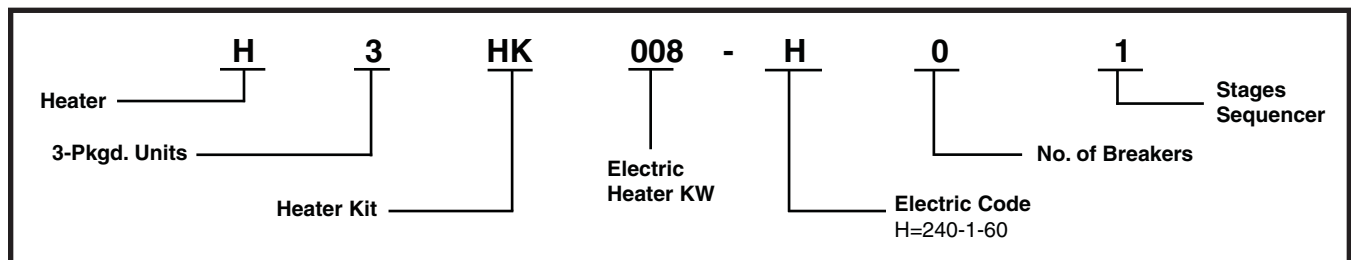 H 3 HK 008 - H 0 1
Heater
3-Pkgd. Units
Heater Kit
Electric
Heater KW
Electric Code
H=240-1-60
No. of Breakers
Stages
Sequencer